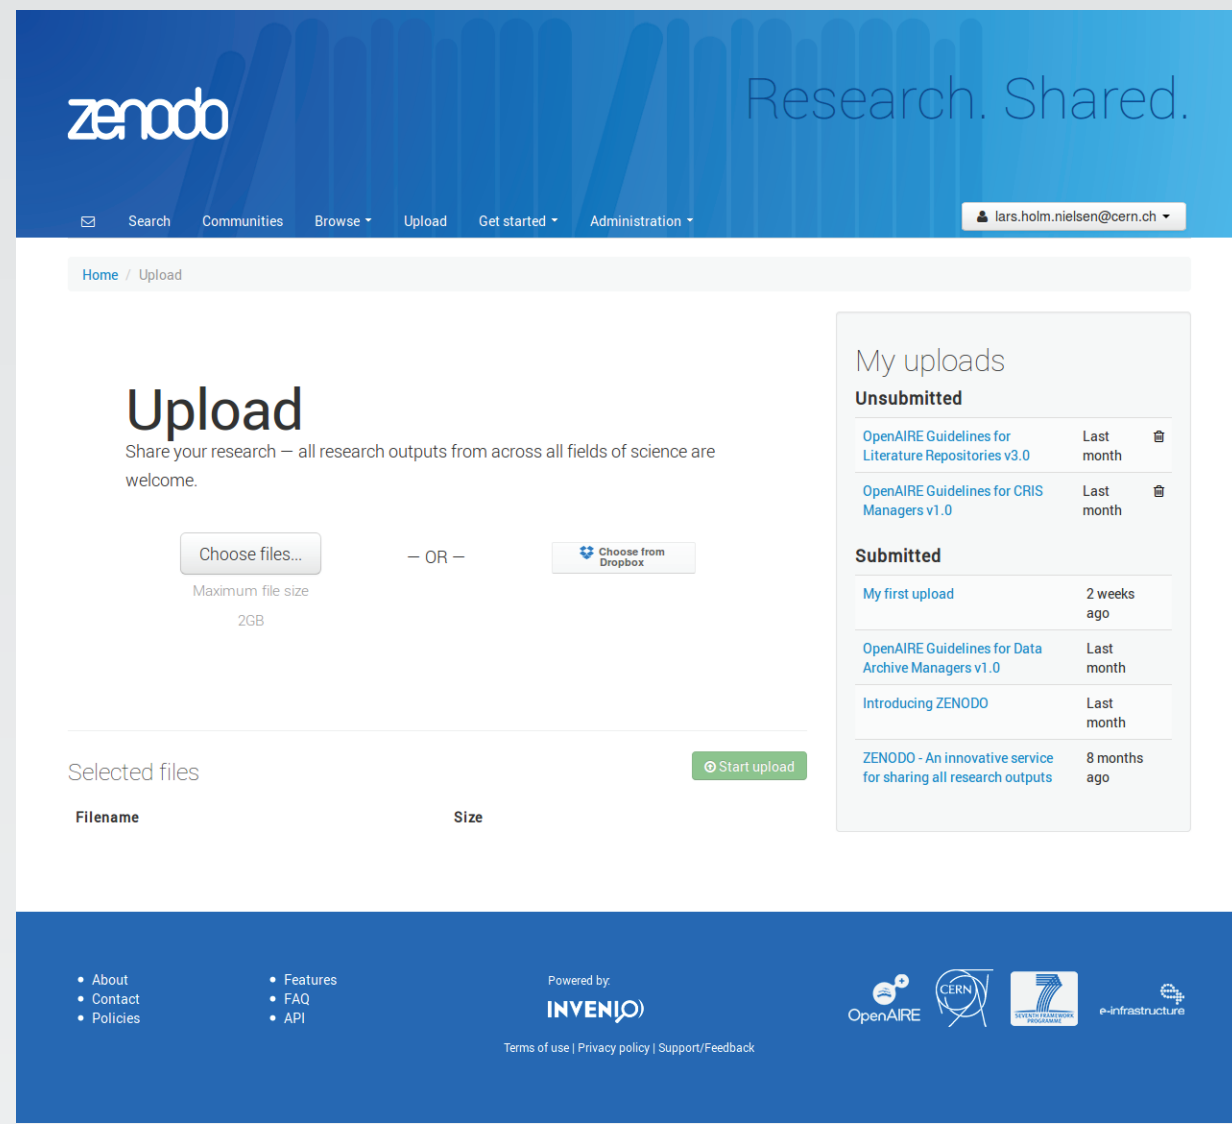 zenodo
Research. Shared.
Search Communities Browse Upload Get started Administration lars.holm.nielsen@cern.ch
Home / Upload
Upload
Share your research — all research outputs from across all fields of science are
welcome.
Choose files...
— OR —
Choose from
Dropbox
Maximum file size
2GB
Selected files
Start upload
Filename Size
My uploads
Unsubmitted
OpenAIRE Guidelines for Last
Literature Repositories v3.0 month
OpenAIRE Guidelines for CRIS Last
Managers v1.0 month
Submitted
My first upload 2 weeks
ago
OpenAIRE Guidelines for Data Last
Archive Managers v1.0 month
Introducing ZENODO Last
month
ZENODO - An innovative service 8 months
for sharing all research outputs ago
About
Contact
Policies
Features
FAQ
API
Powered by:
INVENIO
Terms of use | Privacy policy | Support/Feedback
OpenAIRE
CERN
SEVENTH FRAMEWORK
PROGRAMME
e-infrastructure